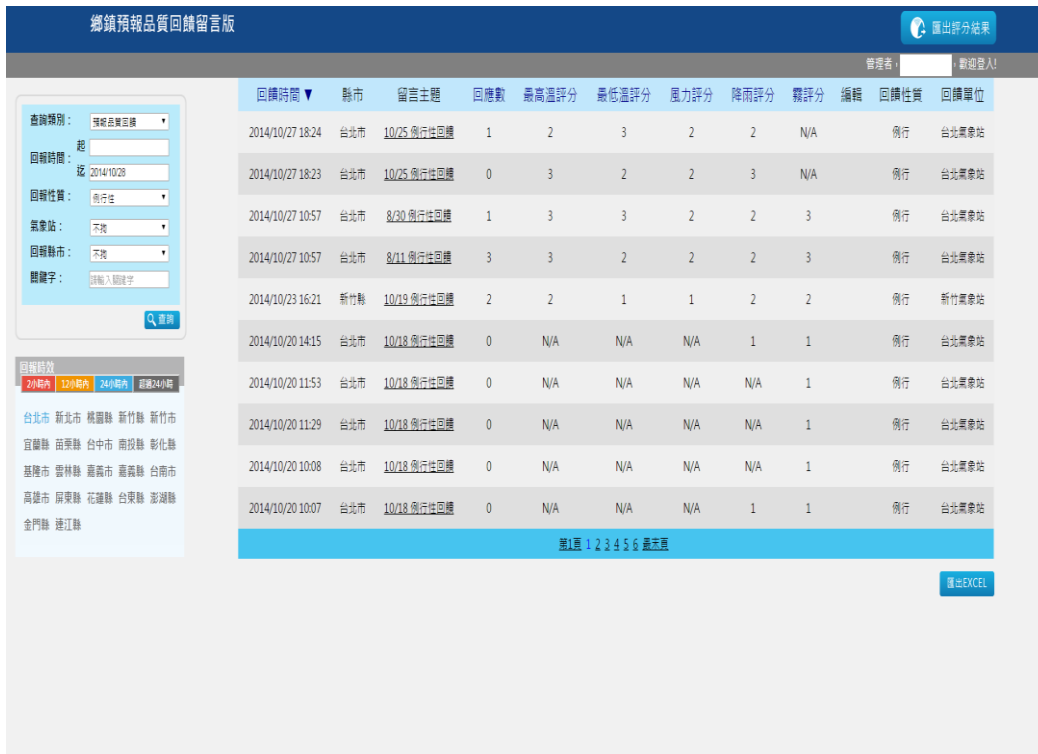 鄉鎮預報品質回饋留言版
匯出評分結果
管理者, ,歡迎登入!
查詢類別: 預報品質回饋
回報時間: 起
迄 2014/10/28
回報性質: 例行性
氣象站: 不拘
回報縣市: 不拘
關鍵字: 請輸入關鍵字
查詢
回報時效
2小時內 12小時內 24小時內 超過24小時
台北市 新北市 桃園縣 新竹縣 新竹市
宜蘭縣 苗栗縣 台中市 南投縣 彰化縣
基隆市 雲林縣 嘉義市 嘉義縣 台南市
高雄市 屏東縣 花蓮縣 台東縣 澎湖縣
金門縣 連江縣
回饋時間▼ 縣市 留言主題 回應數 最高溫評分 最低溫評分 風力評分 降雨評分 霧評分 編輯 回饋性質 回饋單位
2014/10/27 18:24 台北市 10/25 例行性回饋 1 2 3 2 2 N/A 例行 台北氣象站
2014/10/27 18:23 台北市 10/25 例行性回饋 0 3 2 2 3 N/A 例行 台北氣象站
2014/10/27 10:57 台北市 8/30 例行性回饋 1 3 3 2 2 3 例行 台北氣象站
2014/10/27 10:57 台北市 8/11 例行性回饋 3 3 2 2 2 3 例行 台北氣象站
2014/10/23 16:21 新竹縣 10/19 例行性回饋 2 2 1 1 2 2 例行 新竹氣象站
2014/10/20 14:15 台北市 10/18 例行性回饋 0 N/A N/A N/A 1 1 例行 台北氣象站
2014/10/20 11:53 台北市 10/18 例行性回饋 0 N/A N/A N/A N/A 1 例行 台北氣象站
2014/10/20 11:29 台北市 10/18 例行性回饋 0 N/A N/A N/A N/A 1 例行 台北氣象站
2014/10/20 10:08 台北市 10/18 例行性回饋 0 N/A N/A N/A N/A 1 例行 台北氣象站
2014/10/20 10:07 台北市 10/18 例行性回饋 0 N/A N/A N/A 1 1 例行 台北氣象站
第1頁 1 2 3 4 5 6 最末頁
匯出EXCEL